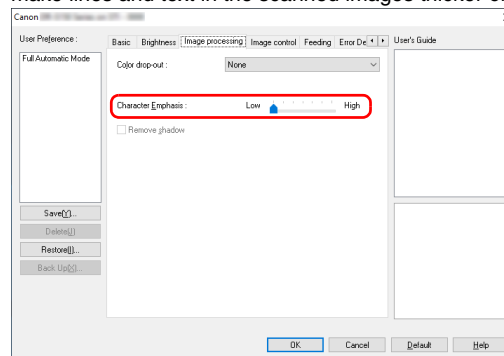 make lines and text in the scanned images thicker or
Canon
User Preference :
Full Automatic Mode
Save(Y)...
Delete(J)
Restore(I)...
Back Up(X)...
Basic Brightness Image processing Image control Feeding Error De
Color drop-out : None
Character Emphasis : Low High
Remove shadow
User's Guide
OK Cancel Default Help